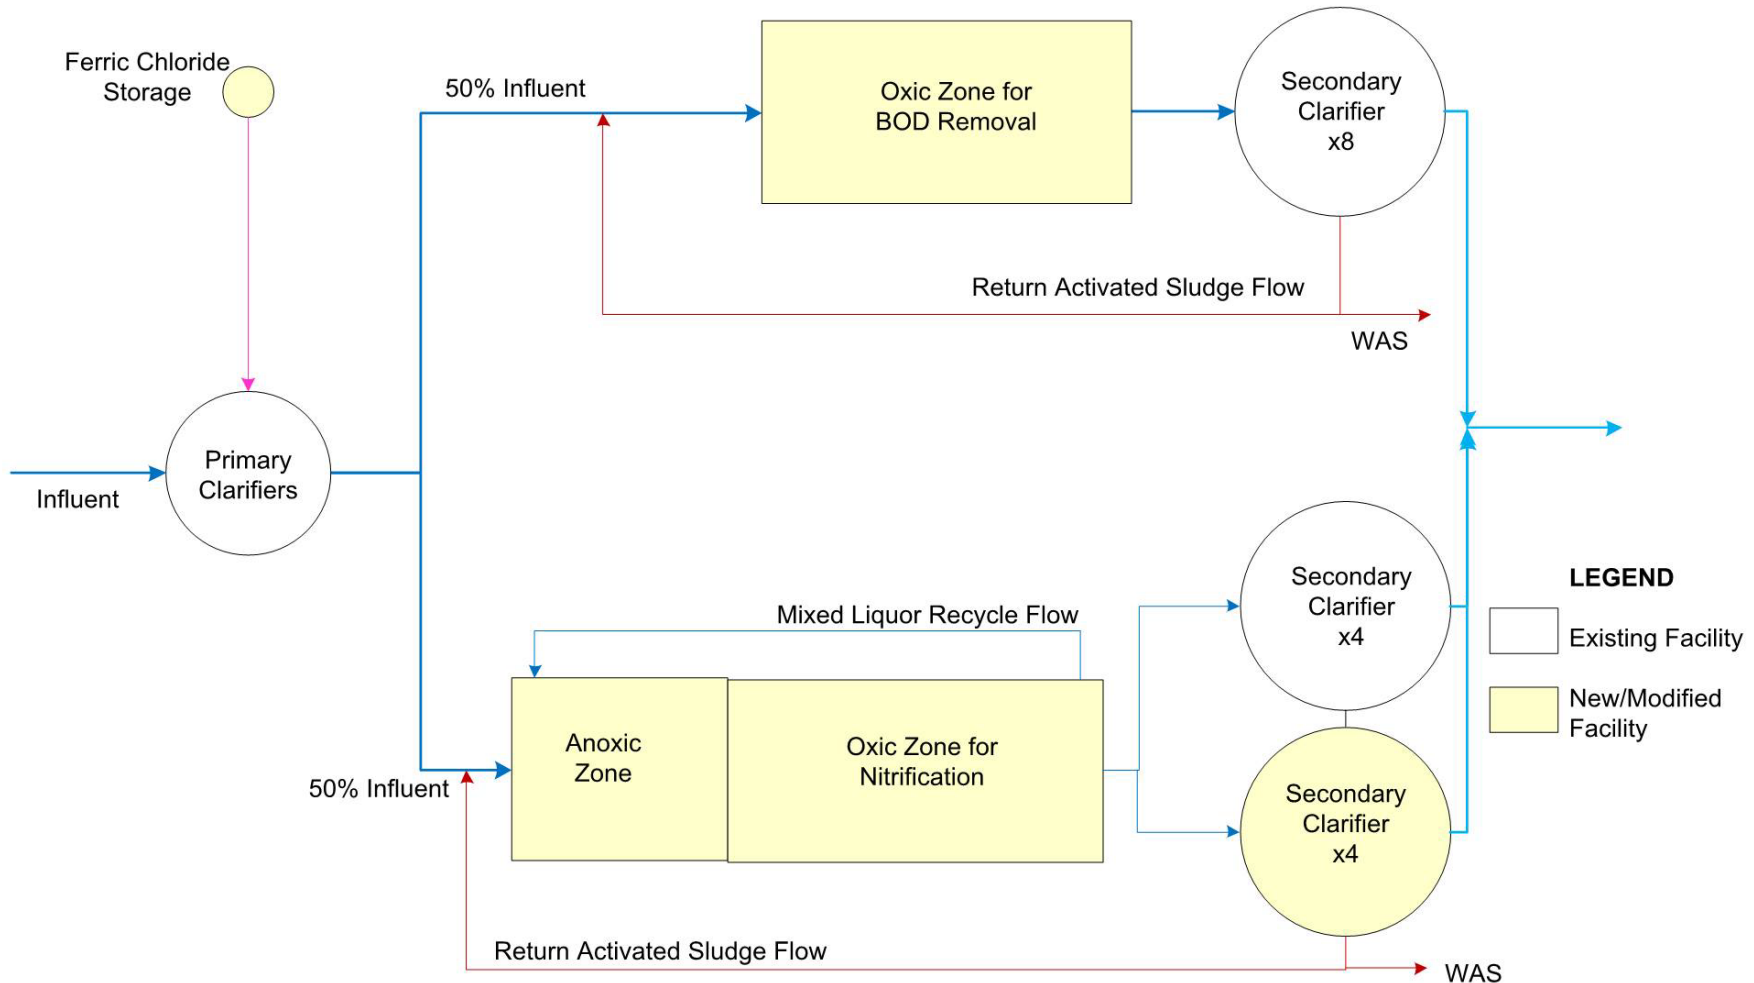 Ferric Chloride
Storage
50% Influent
Oxic Zone for
BOD Removal
Secondary
Clarifier
x8
Return Activated Sludge Flow
WAS
Primary
Clarifiers
Influent
Mixed Liquor Recycle Flow
Secondary
Clarifier
x4
LEGEND
Existing Facility
New/Modified
Facility
50% Influent
Anoxic
Zone
Oxic Zone for
Nitrification
Secondary
Clarifier
x4
Return Activated Sludge Flow
WAS